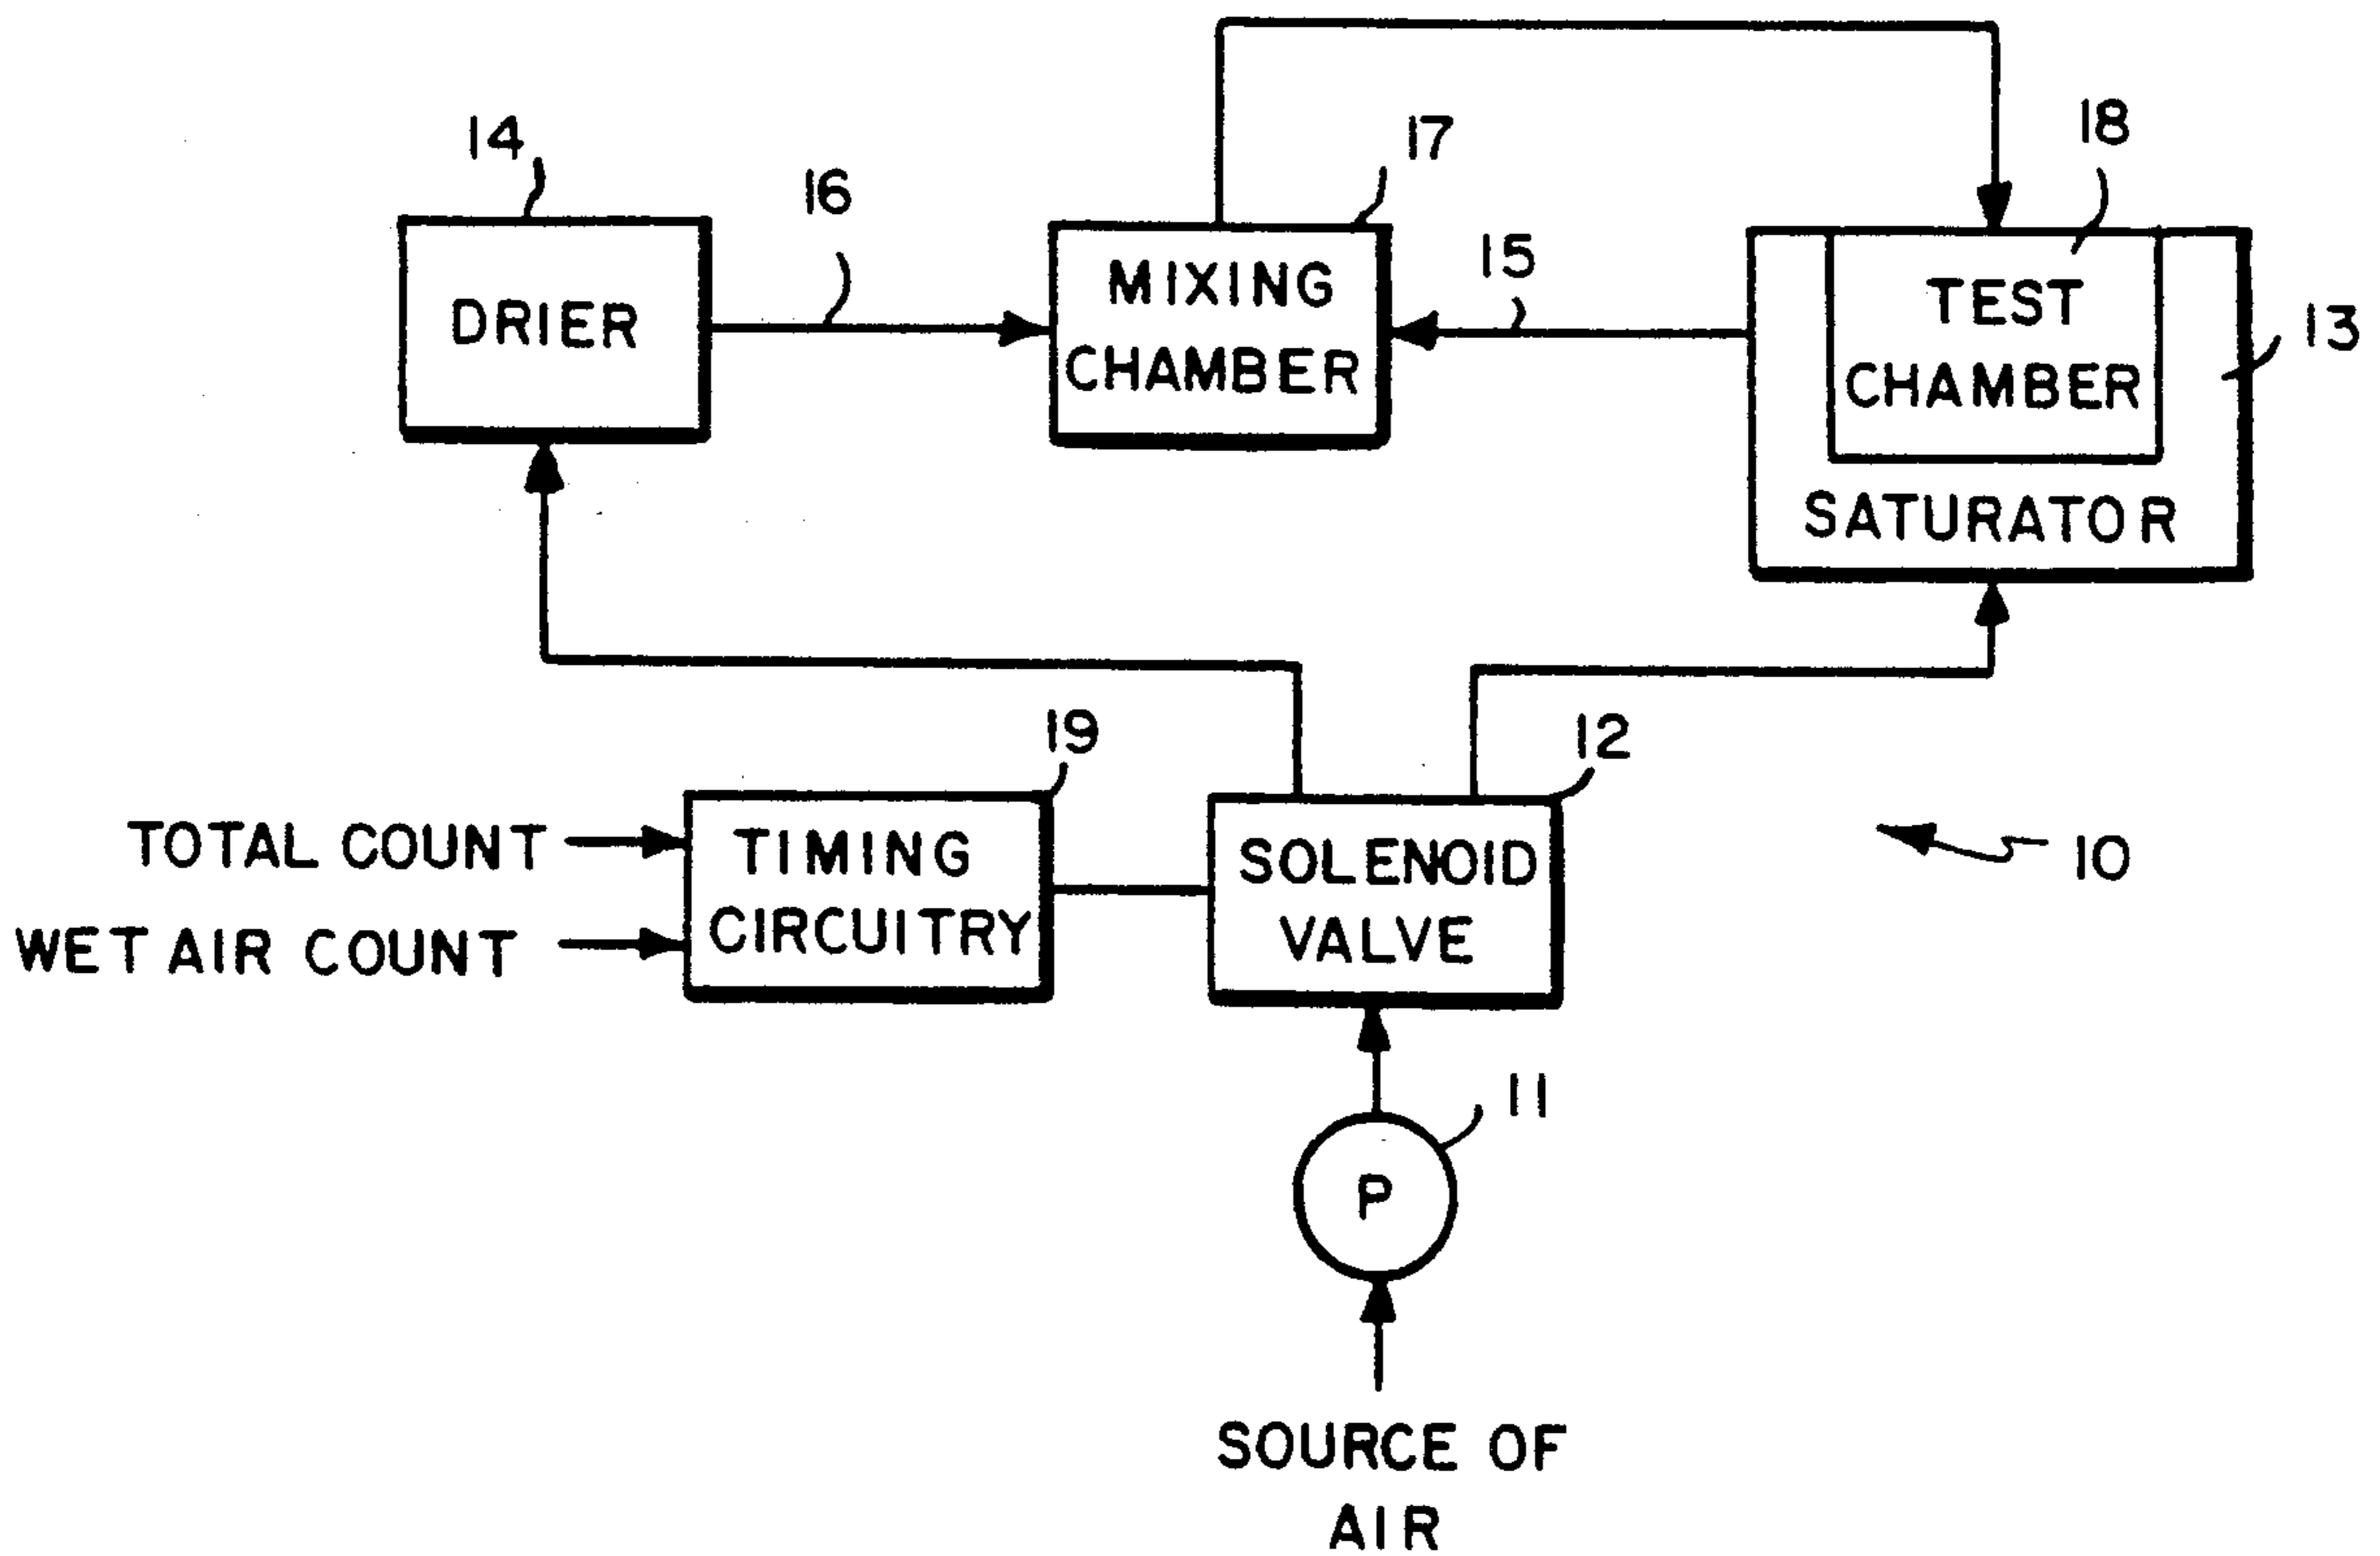 14
16
17
18
DRIER
MIXING
CHAMBER
15
TEST
CHAMBER
13
SATURATOR
19
12
TOTAL COUNT
WET AIR COUNT
TIMING
CIRCUITRY
SOLENOID
VALVE
10
11
P
SOURCE OF
AIR